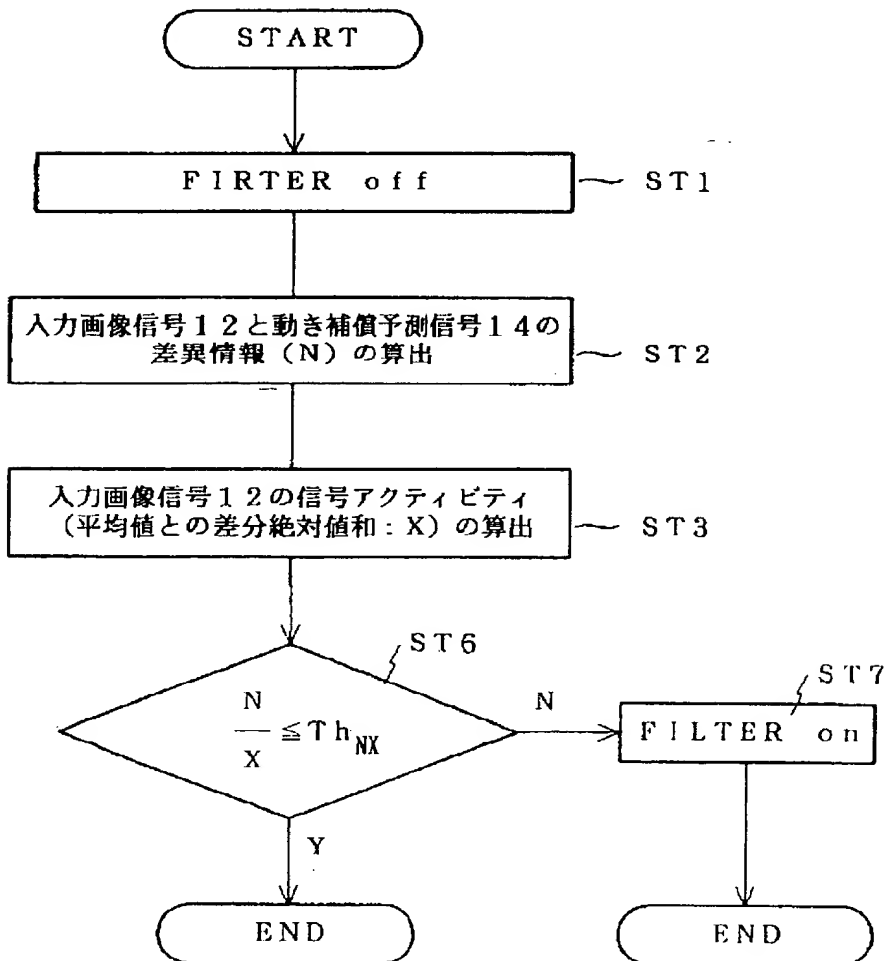 START
FIRTER off
ST1
入力画像信号12と動き補償予測信号14の
差異情報(N)の算出
ST2
入力画像信号12の信号アクティビティ
(平均値との差分絶対値和:X)の算出
ST3
ST6
N
X
≦Th NX
N
ST7
FILTER on
Y
END
END